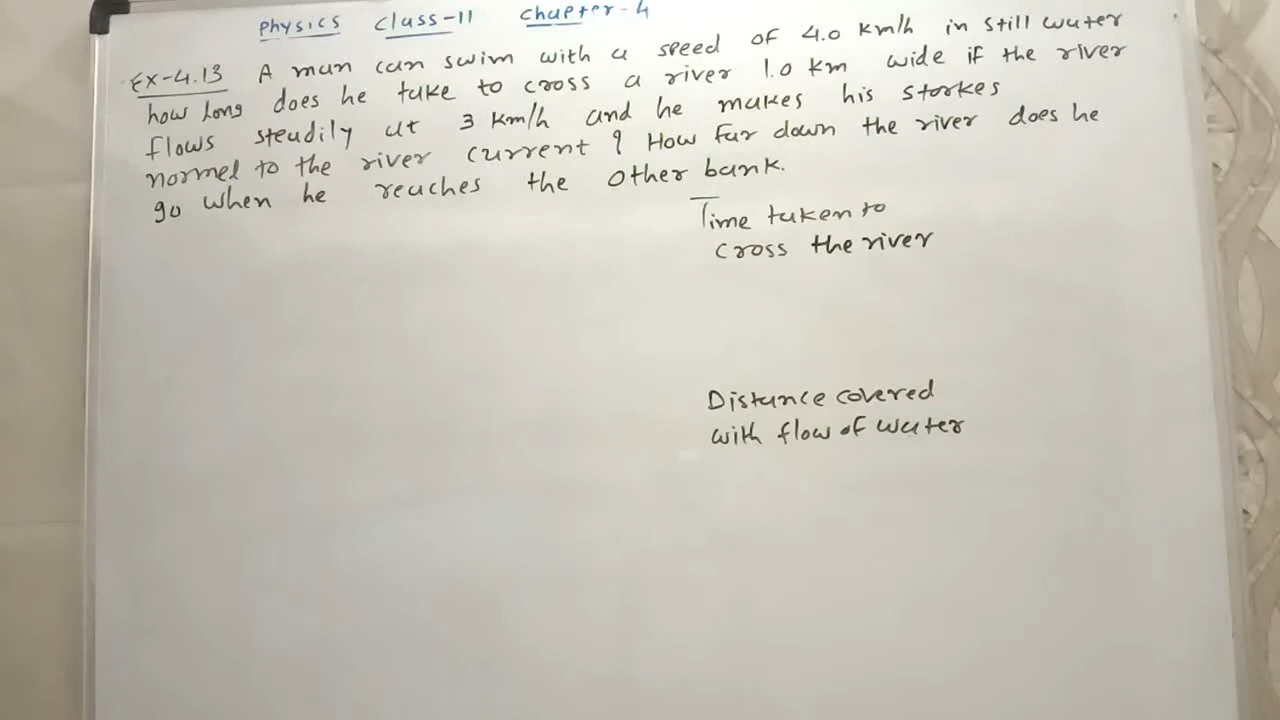 Physics Class-11 Chapter-4
Ex-4.13 A man can swim with a speed of 4.0 km/h in still water
how long does he take to cross a river 1.0 km wide if the river
flows steadily at 3 km/h and he makes his storkes
normel to the river current ? How far down the river does he
go when he reaches the other bank.
Time taken to
cross the river
Distance covered
with flow of water